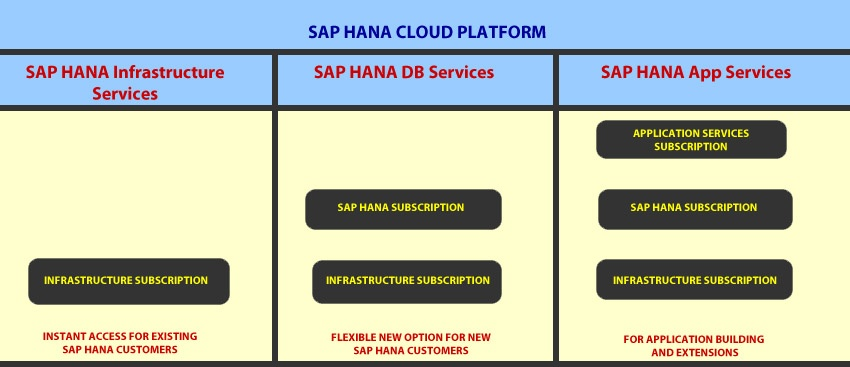 SAP HANA CLOUD PLATFORM
SAP HANA Infrastructure
Services
SAP HANA DB Services
SAP HANA App Services
APPLICATION SERVICES
SUBSCRIPTION
SAP HANA SUBSCRIPTION
SAP HANA SUBSCRIPTION
INFRASTRUCTURE SUBSCRIPTION
INFRASTRUCTURE SUBSCRIPTION
INFRASTRUCTURE SUBSCRIPTION
INSTANT ACCESS FOR EXISTING
SAP HANA CUSTOMERS
FLEXIBLE NEW OPTION FOR NEW
SAP HANA CUSTOMERS
FOR APPLICATION BUILDING
AND EXTENSIONS